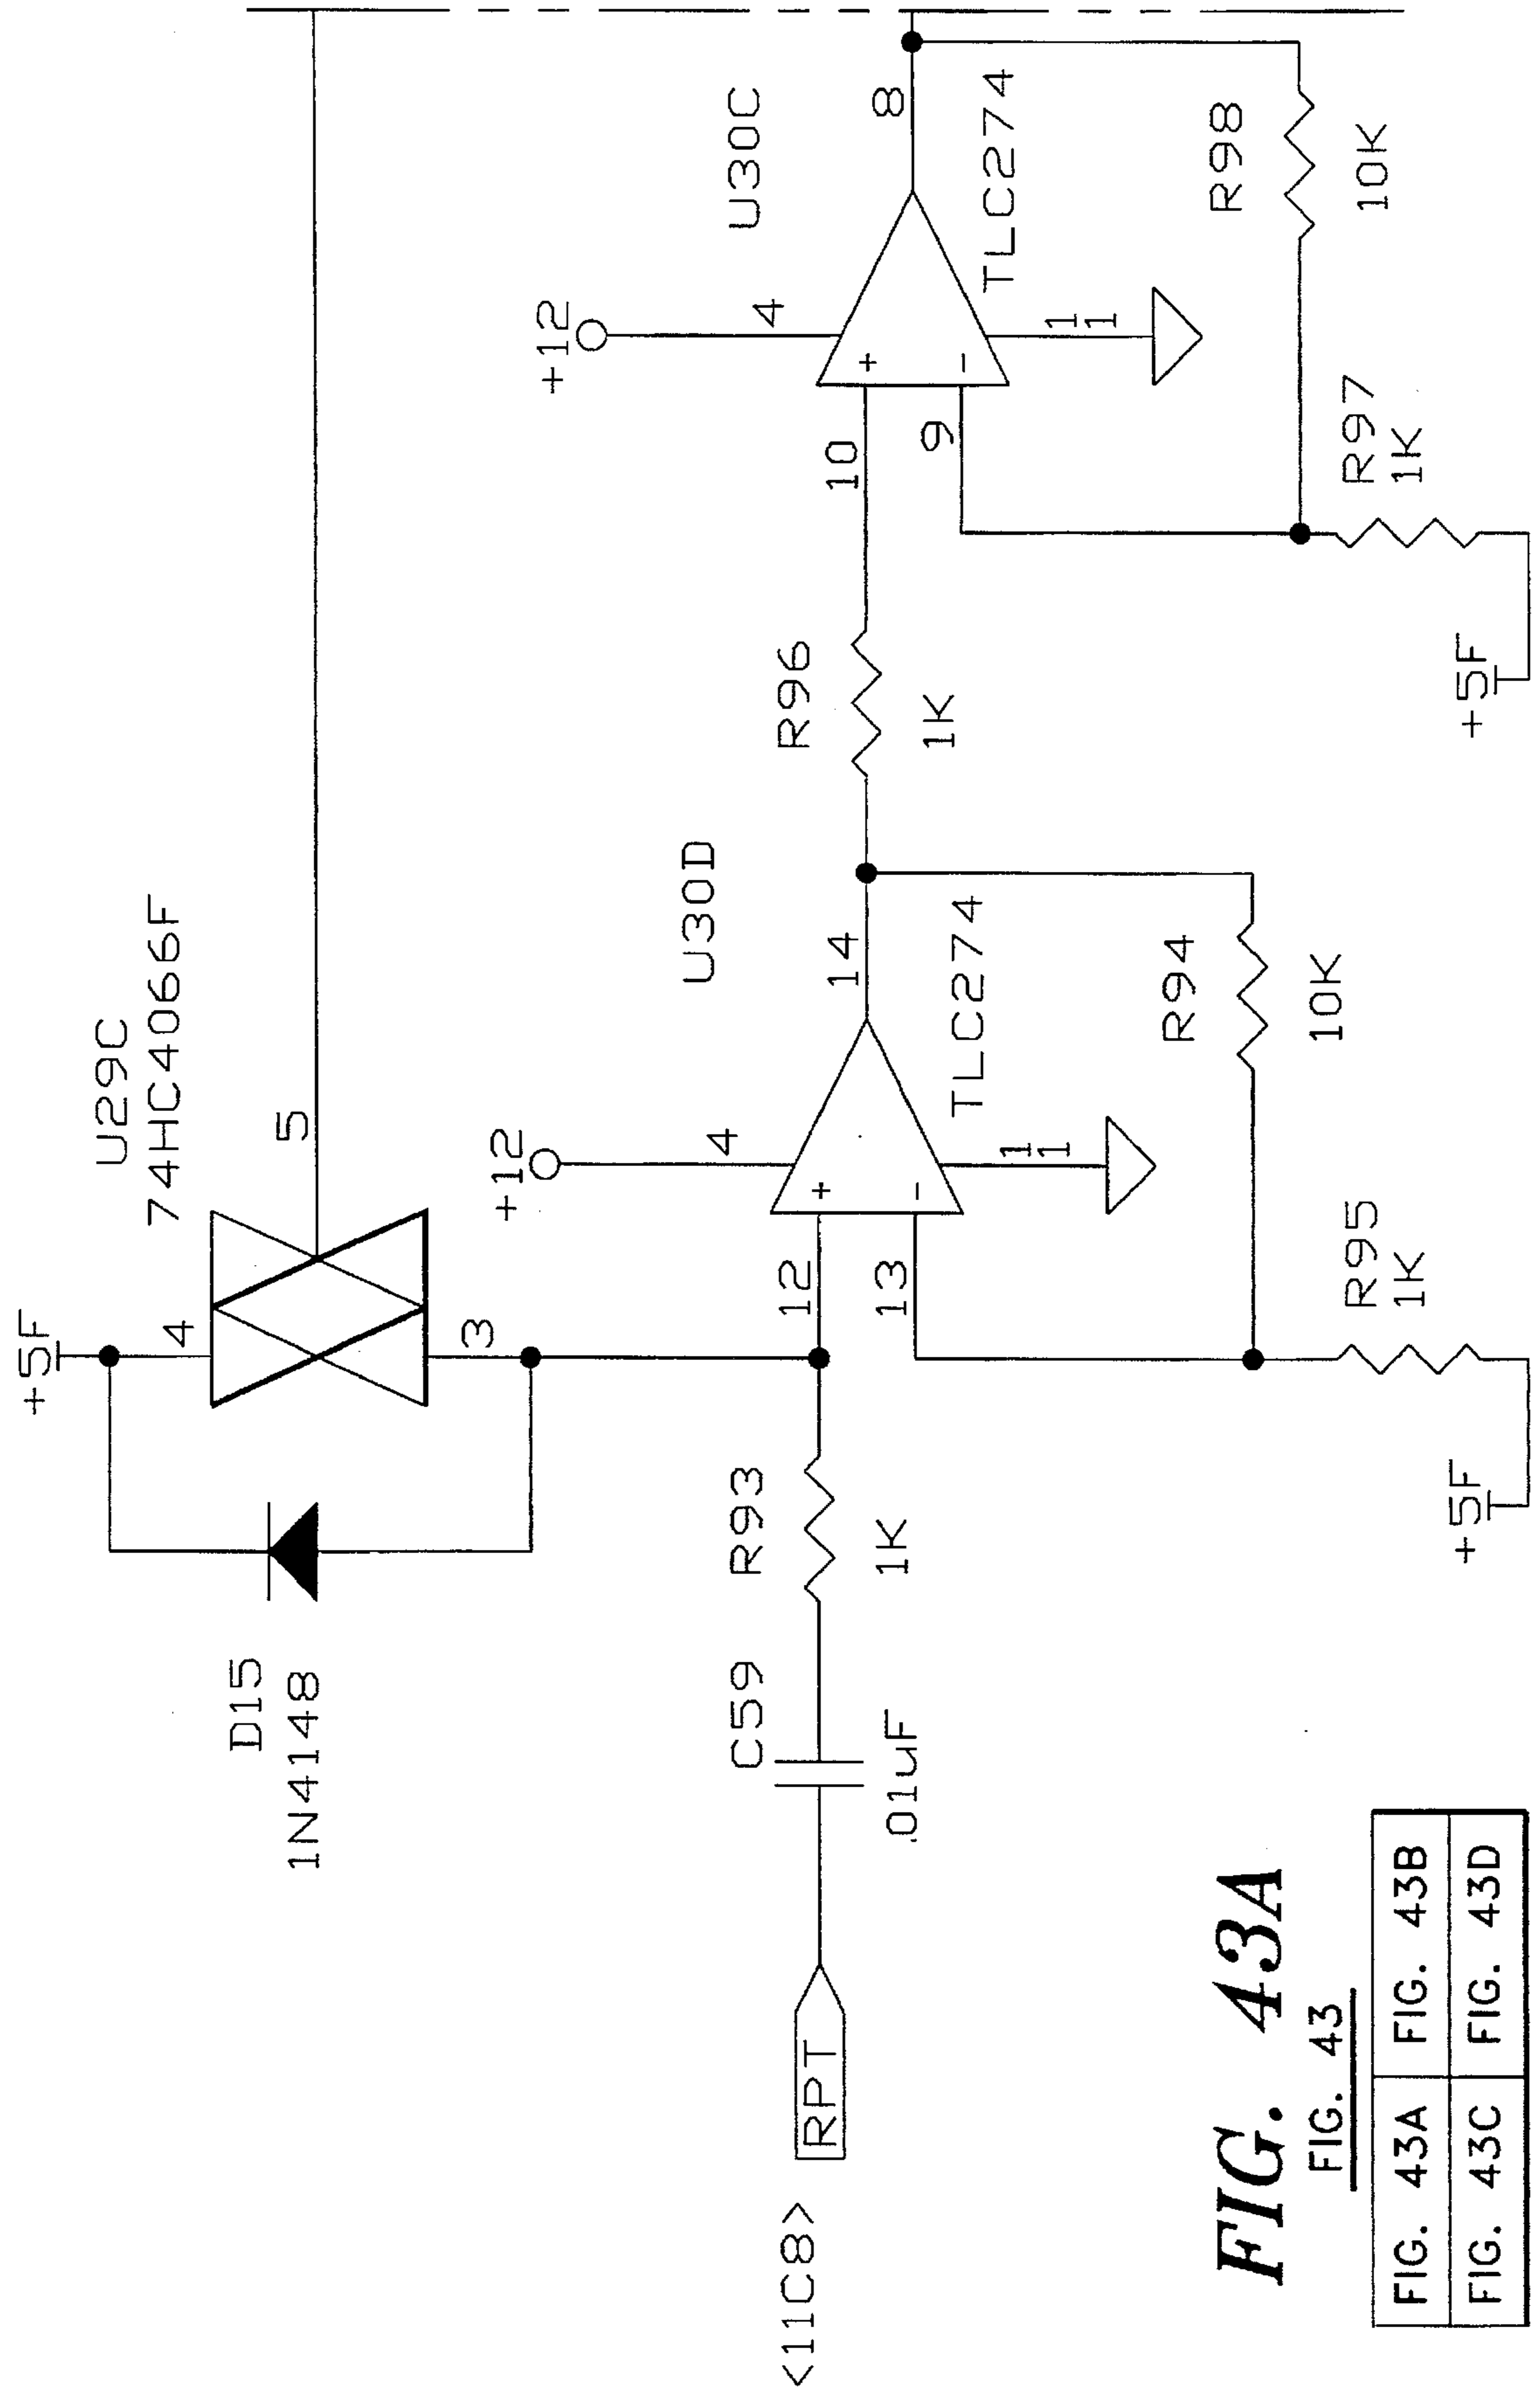 +5F
4
U29C
74HC4066F
5
3
D15
1N4148
+12
4
U30D
12
+
13
-
14
11
TLC274
<11C8>
RPT
C59
.01uF
R93
1K
R94
10K
R95
1K
+5F
R96
1K
+12
4
U30C
10
+
9
-
8
11
TLC274
R98
10K
R97
1K
+5F
FIG. 43A
FIG. 43
FIG. 43A FIG. 43B
FIG. 43C FIG. 43D